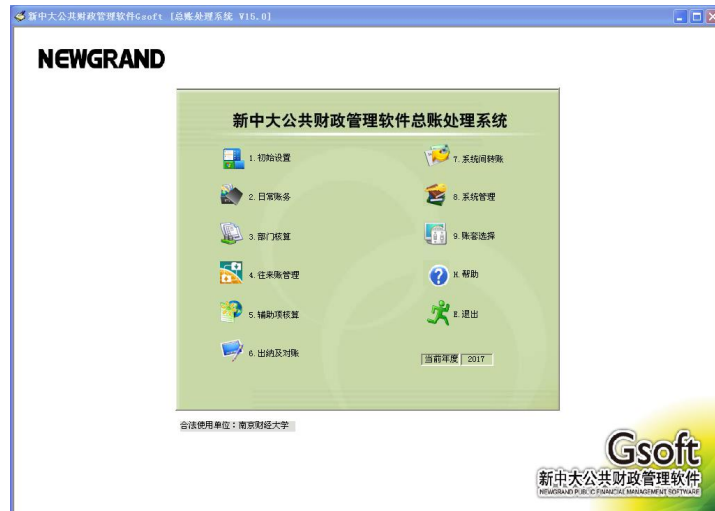 新中大公共财政管理软件Gsoft [总账处理系统 V15.0]
NEWGRAND
新中大公共财政管理软件总账处理系统
1. 初始设置
2. 日常账务
3. 部门核算
4. 往来账管理
5. 辅助项核算
6. 出纳及对账
7. 系统间转账
8. 系统管理
9. 账套选择
H. 帮助
E. 退出
当前年度 2017
合法使用单位：南京财经大学
Gsoft
新中大公共财政管理软件
NEWGRAND PUBLIC FINANCIAL MANAGEMENT SOFTWARE